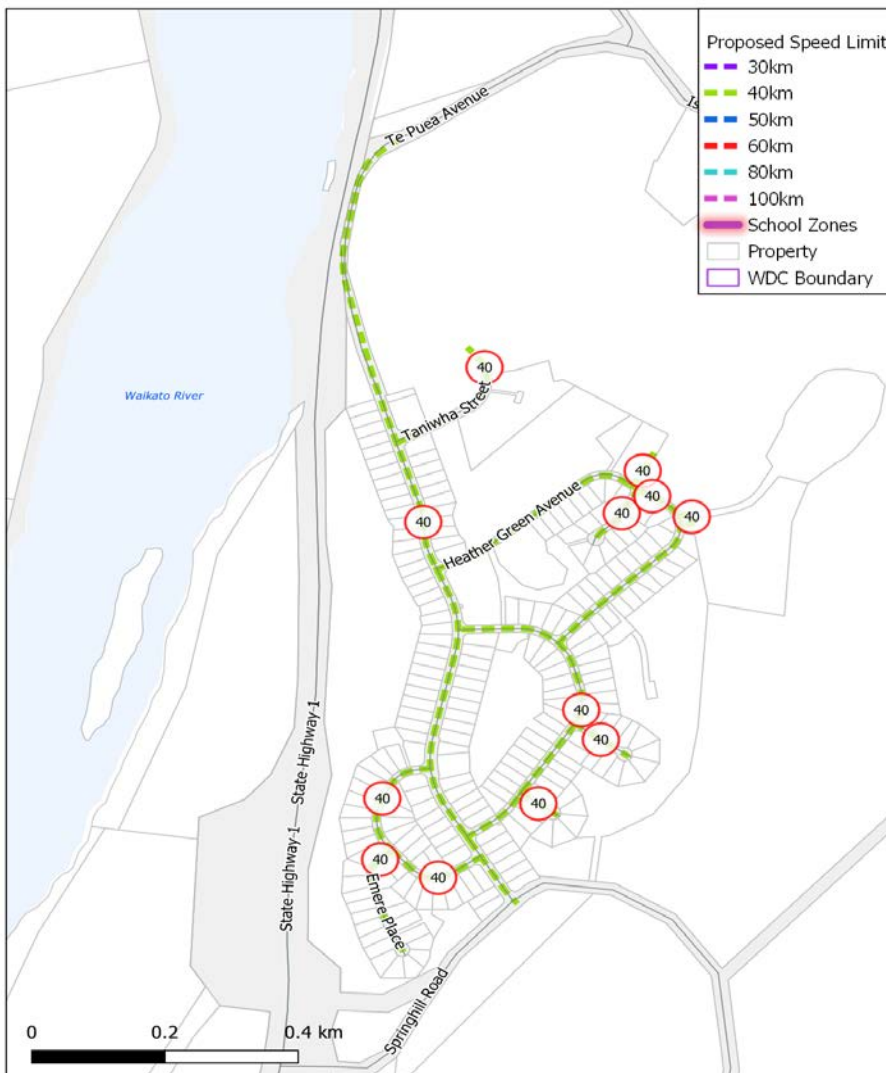 Proposed Speed Limit
30km
40km
50km
60km
80km
100km
School Zones
Property
WDC Boundary
Te Puea Avenue
Is
Waikato River
40
Taniwha-Street
40
40
40
40
40
Heather Green Avenue
State-Highway-1
State-Highway-1
40
40
40
40
40
40
Emere Place
Springhill-Road
0
0.2
0.4 km